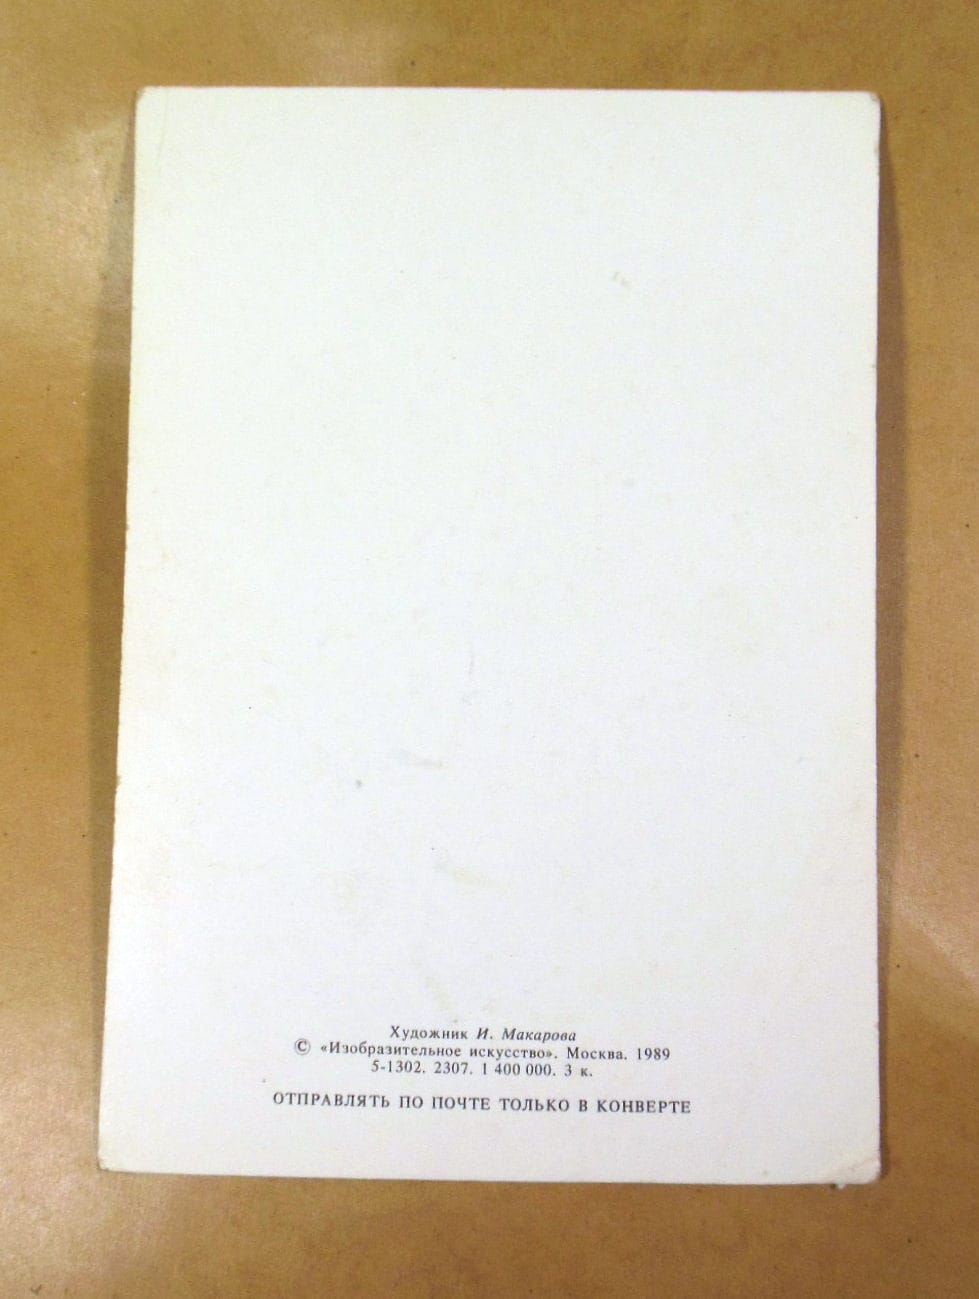 Художник И. Макарова
© «Изобразительное искусство». Москва. 1989
5-1302. 2307. 1 400 000. 3 к.
ОТПРАВЛЯТЬ ПО ПОЧТЕ ТОЛЬКО В КОНВЕРТЕ